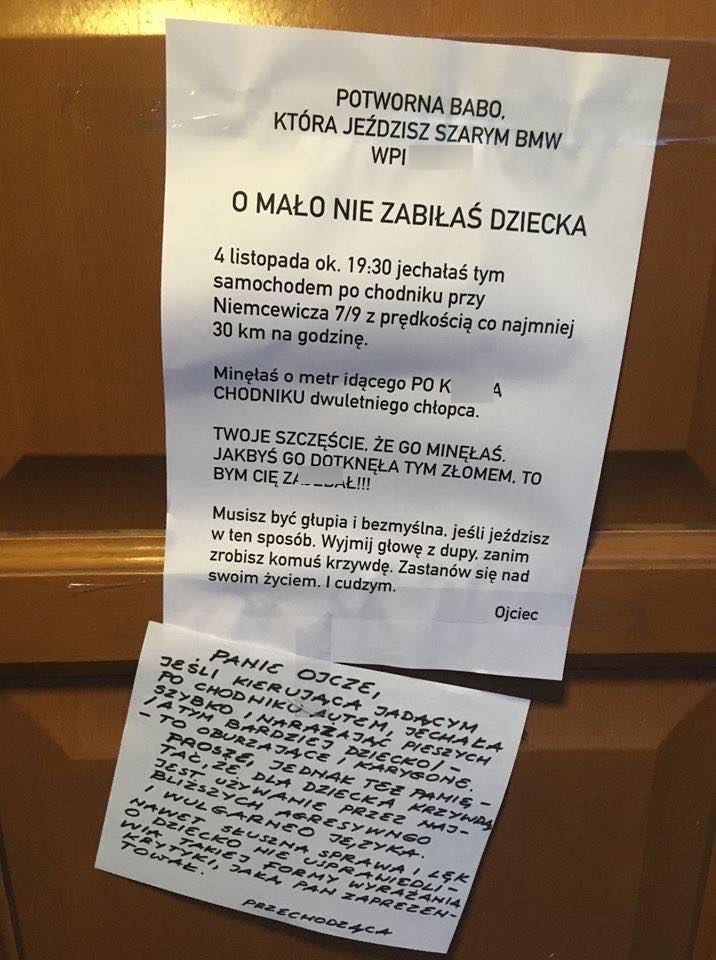 POTWORNA BABO,
KTÓRA JEŹDZISZ SZARYM BMW
WPI
O MAŁO NIE ZABIŁAŚ DZIECKA
4 listopada ok. 19:30 jechałaś tym
samochodem po chodniku przy
Niemcewicza 7/9 z prędkością co najmniej
30 km na godzinę.
Minęłaś o metr idącego PO K A
CHODNIKU dwuletniego chłopca.
TWOJE SZCZĘŚCIE, ŻE GO MINĘŁAŚ.
JAKBYŚ GO DOTKNĘŁA TYM ZŁOMEM, TO
BYM CIĘ ZA AŁ!!!
Musisz być głupia i bezmyślna, jeśli jeździsz
w ten sposób. Wyjmij głowę z dupy, zanim
zrobisz komuś krzywdę. Zastanów się nad
swoim życiem. I cudzym.
Ojciec
PANIE OJCZE,
JEŚLI KIERUJĄCA JADĄCYM
PO CHODNIKU AUTEM, JECHAŁA
SZYBKO I NARAŻAJĄC PIESZYCH
/A TYM BARDZIEJ DZIECKO/ -
- TO OBURZAJĄCE I KARYGONE.
PROSZĘ, JEDNAK TEŻ PAMIĘ-
TAĆ, ŻE DLA DZIECKA KRZYWDĄ
JEST UŻYWANIE PRZEZ NAJ-
BLIŻSZYCH AGRESYWNGO
I WULGARNEO JĘZYKA.
NAWET SŁUSZNA SPRAWA I LĘK
O DZIECKO NIE USPRAWIEDLI-
WIA TAKIEJ FORMY WYRAŻANIA
KRYTYKI, JAKĄ PAN ZAPREZEN-
TOWAŁ.
PRZECHODZĄCA